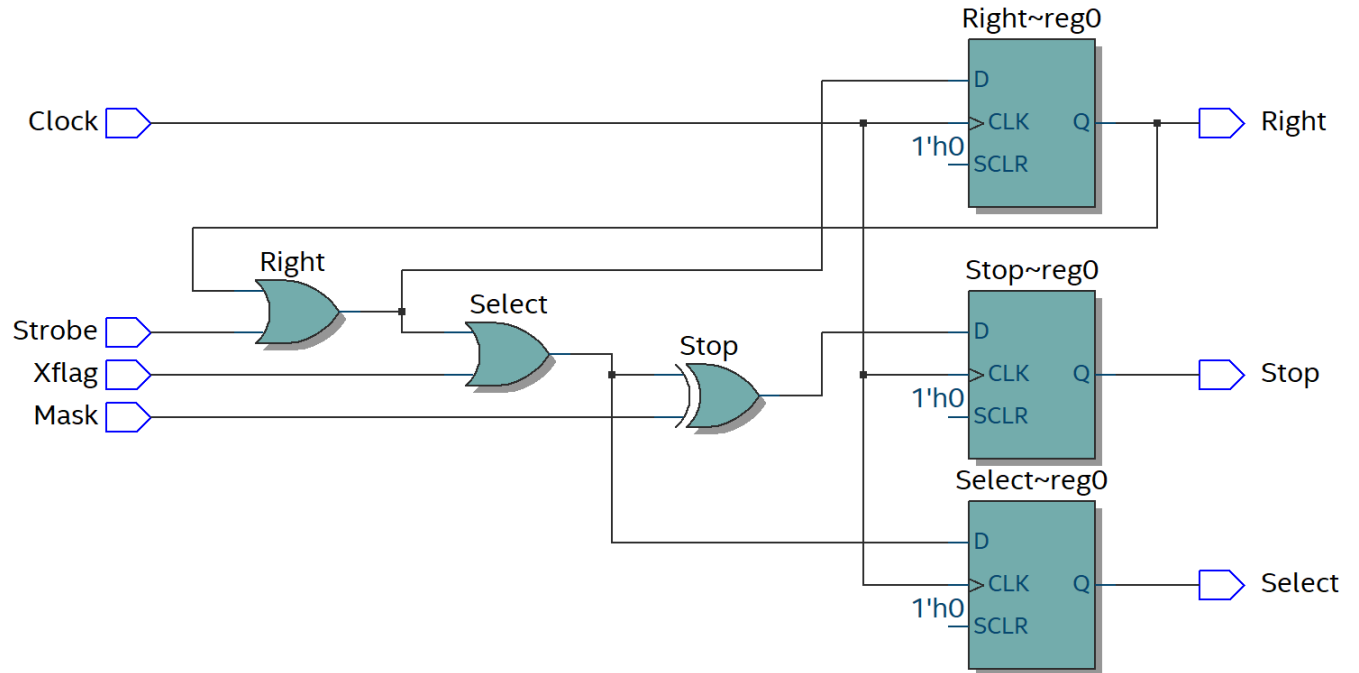 Right~reg0
D
Clock
CLK
Q
Right
1'h0
SCLR
Right
Stop~reg0
Select
Strobe
D
Stop
Xflag
CLK
Q
Stop
1'h0
Mask
SCLR
Select~reg0
D
CLK
Q
Select
1'h0
SCLR